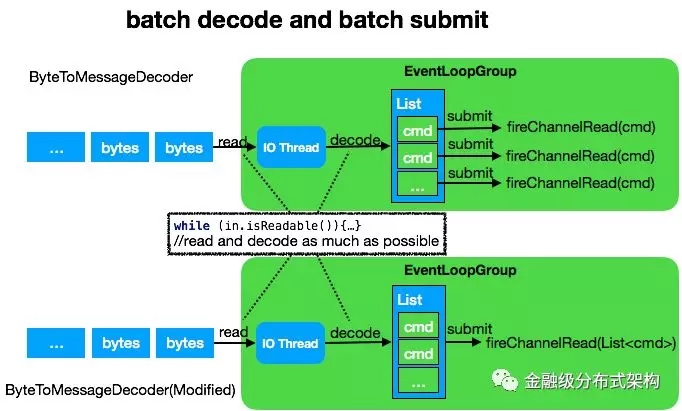 batch decode and batch submit
ByteToMessageDecoder
EventLoopGroup
List
... bytes bytes read IO Thread decode
cmd submit fireChannelRead(cmd)
cmd submit fireChannelRead(cmd)
... submit fireChannelRead(cmd)
while (in.isReadable()){…}
//read and decode as much as possible
EventLoopGroup
List
... bytes bytes read IO Thread decode
cmd
cmd submit fireChannelRead(List<cmd>)
...
ByteToMessageDecoder(Modified)
金融级分布式架构